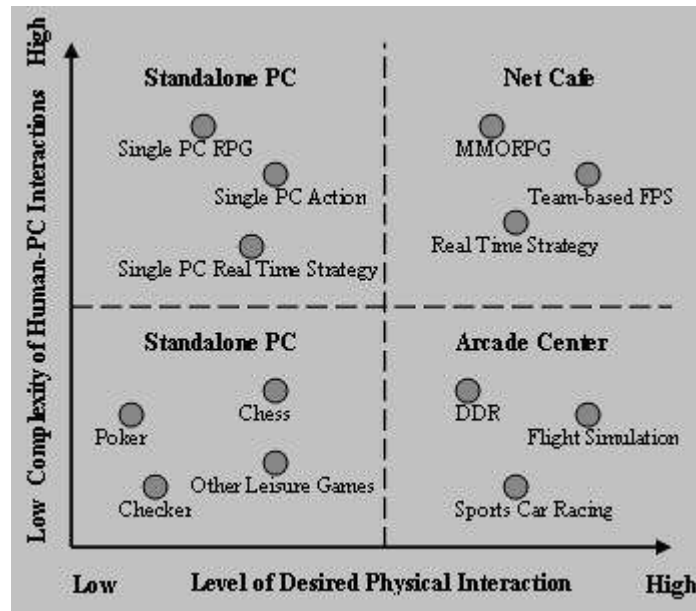 High
Standalone PC
Net Cafe
Single PC RPG
MMORPG
Single PC Action
Team-based FPS
Real Time Strategy
Single PC Real Time Strategy
Complexity of Human-PC Interactions
Standalone PC
Arcade Center
Chess
DDR
Poker
Flight Simulation
Other Leisure Games
Checker
Sports Car Racing
Low
Low
Level of Desired Physical Interaction
High